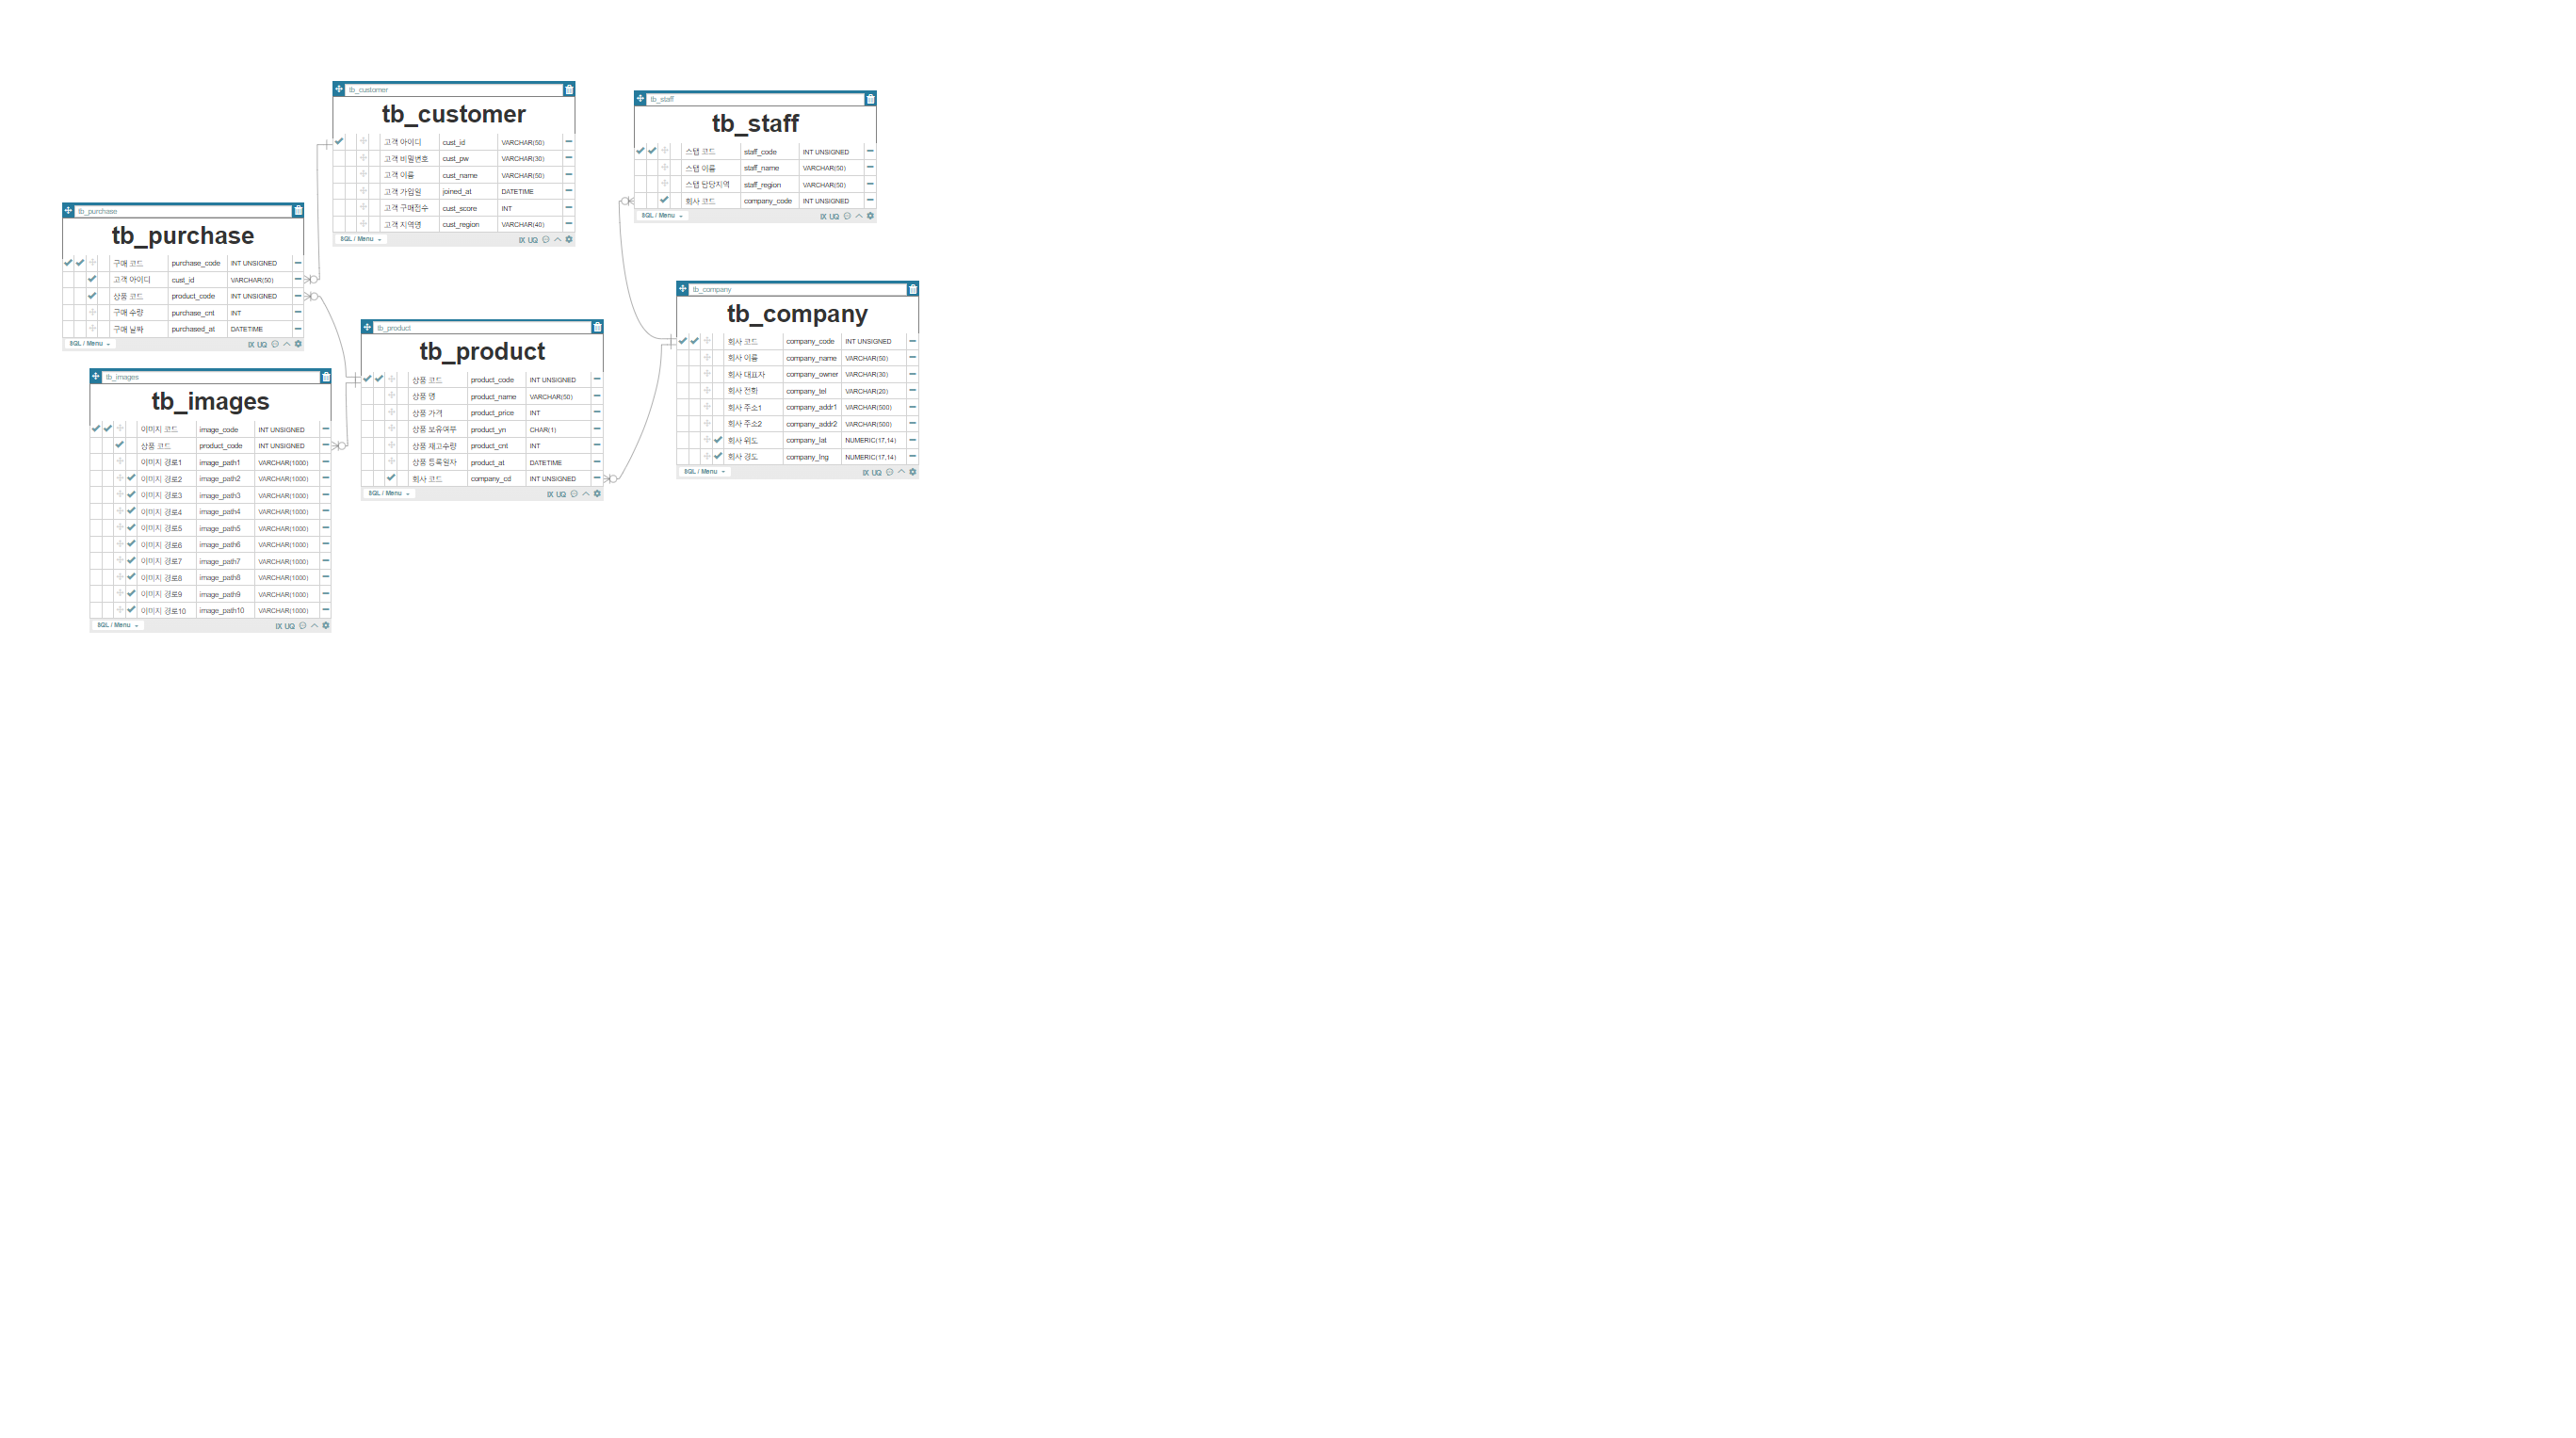 tb_customer
tb_customer
고객 아이디 cust_id VARCHAR(50)
고객 비밀번호 cust_pw VARCHAR(30)
고객 이름 cust_name VARCHAR(50)
고객 가입일 joined_at DATETIME
고객 구매점수 cust_score INT
고객 지역명 cust_region VARCHAR(40)
SQL / Menu IX UQ
tb_staff
tb_staff
스탭 코드 staff_code INT UNSIGNED
스탭 이름 staff_name VARCHAR(50)
스탭 담당지역 staff_region VARCHAR(50)
회사 코드 company_code INT UNSIGNED
SQL / Menu IX UQ
tb_purchase
tb_purchase
구매 코드 purchase_code INT UNSIGNED
고객 아이디 cust_id VARCHAR(50)
상품 코드 product_code INT UNSIGNED
구매 수량 purchase_cnt INT
구매 날짜 purchased_at DATETIME
SQL / Menu IX UQ
tb_company
tb_company
회사 코드 company_code INT UNSIGNED
회사 이름 company_name VARCHAR(50)
회사 대표자 company_owner VARCHAR(30)
회사 전화 company_tel VARCHAR(20)
회사 주소1 company_addr1 VARCHAR(500)
회사 주소2 company_addr2 VARCHAR(500)
회사 위도 company_lat NUMERIC(17,14)
회사 경도 company_lng NUMERIC(17,14)
SQL / Menu IX UQ
tb_product
tb_product
상품 코드 product_code INT UNSIGNED
상품 명 product_name VARCHAR(50)
상품 가격 product_price INT
상품 보유여부 product_yn CHAR(1)
상품 재고수량 product_cnt INT
상품 등록일자 product_at DATETIME
회사 코드 company_cd INT UNSIGNED
SQL / Menu IX UQ
tb_images
tb_images
이미지 코드 image_code INT UNSIGNED
상품 코드 product_code INT UNSIGNED
이미지 경로1 image_path1 VARCHAR(1000)
이미지 경로2 image_path2 VARCHAR(1000)
이미지 경로3 image_path3 VARCHAR(1000)
이미지 경로4 image_path4 VARCHAR(1000)
이미지 경로5 image_path5 VARCHAR(1000)
이미지 경로6 image_path6 VARCHAR(1000)
이미지 경로7 image_path7 VARCHAR(1000)
이미지 경로8 image_path8 VARCHAR(1000)
이미지 경로9 image_path9 VARCHAR(1000)
이미지 경로10 image_path10 VARCHAR(1000)
SQL / Menu IX UQ